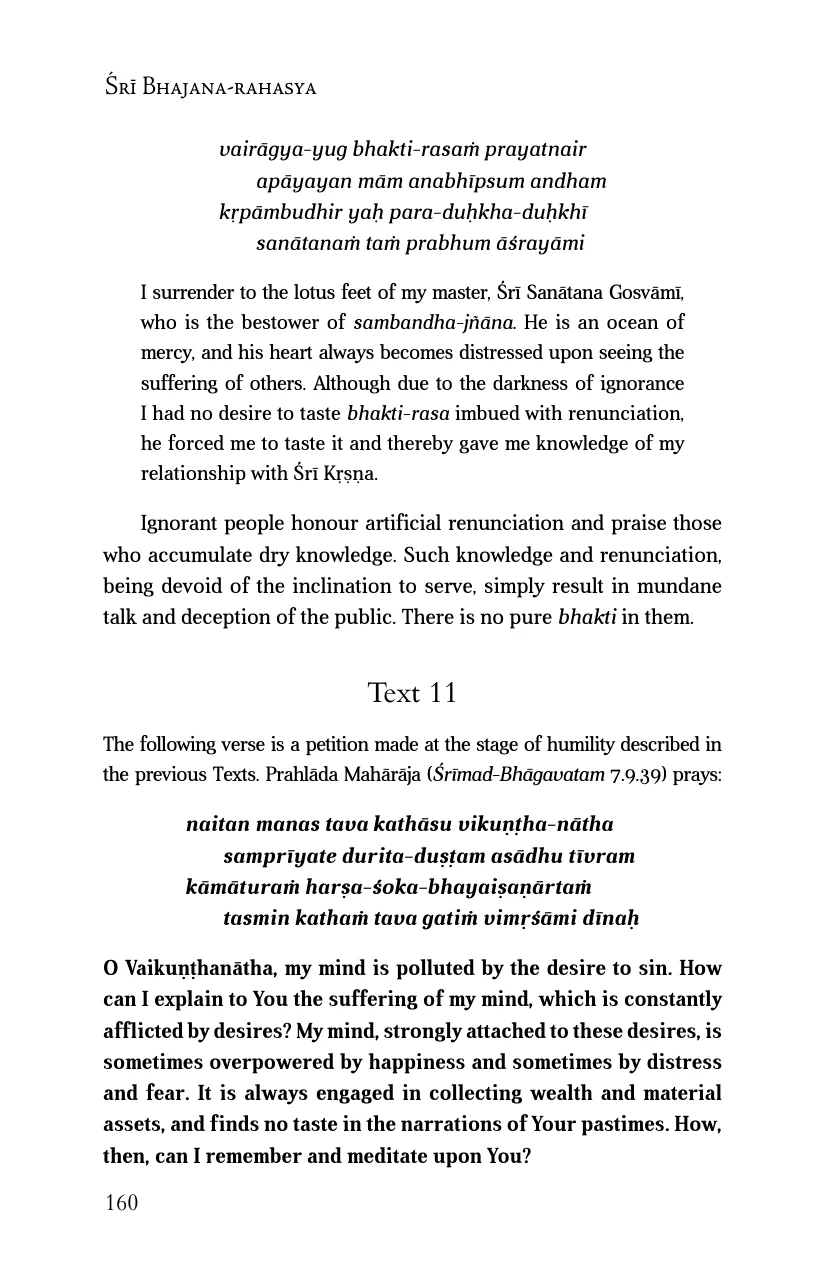 Śrī Bhajana-rahasya
vairāgya-yug bhakti-rasaṁ prayatnair
apāyayan mām anabhīpsum andham
kṛpāmbudhir yaḥ para-duḥkha-duḥkhī
sanātanaṁ taṁ prabhum āśrayāmi
I surrender to the lotus feet of my master, Śrī Sanātana Gosvāmī,
who is the bestower of sambandha-jñāna. He is an ocean of
mercy, and his heart always becomes distressed upon seeing the
suffering of others. Although due to the darkness of ignorance
I had no desire to taste bhakti-rasa imbued with renunciation,
he forced me to taste it and thereby gave me knowledge of my
relationship with Śrī Kṛṣṇa.
Ignorant people honour artificial renunciation and praise those
who accumulate dry knowledge. Such knowledge and renunciation,
being devoid of the inclination to serve, simply result in mundane
talk and deception of the public. There is no pure bhakti in them.
Text 11
The following verse is a petition made at the stage of humility described in
the previous Texts. Prahlāda Mahārāja (Śrīmad-Bhāgavatam 7.9.39) prays:
naitan manas tava kathāsu vikuṇṭha-nātha
samprīyate durita-duṣṭam asādhu tīvram
kāmāturaṁ harṣa-śoka-bhayaiṣaṇārtaṁ
tasmin kathaṁ tava gatiṁ vimṛśāmi dīnaḥ
O Vaikuṇṭhanātha, my mind is polluted by the desire to sin. How
can I explain to You the suffering of my mind, which is constantly
afflicted by desires? My mind, strongly attached to these desires, is
sometimes overpowered by happiness and sometimes by distress
and fear. It is always engaged in collecting wealth and material
assets, and finds no taste in the narrations of Your pastimes. How,
then, can I remember and meditate upon You?
160